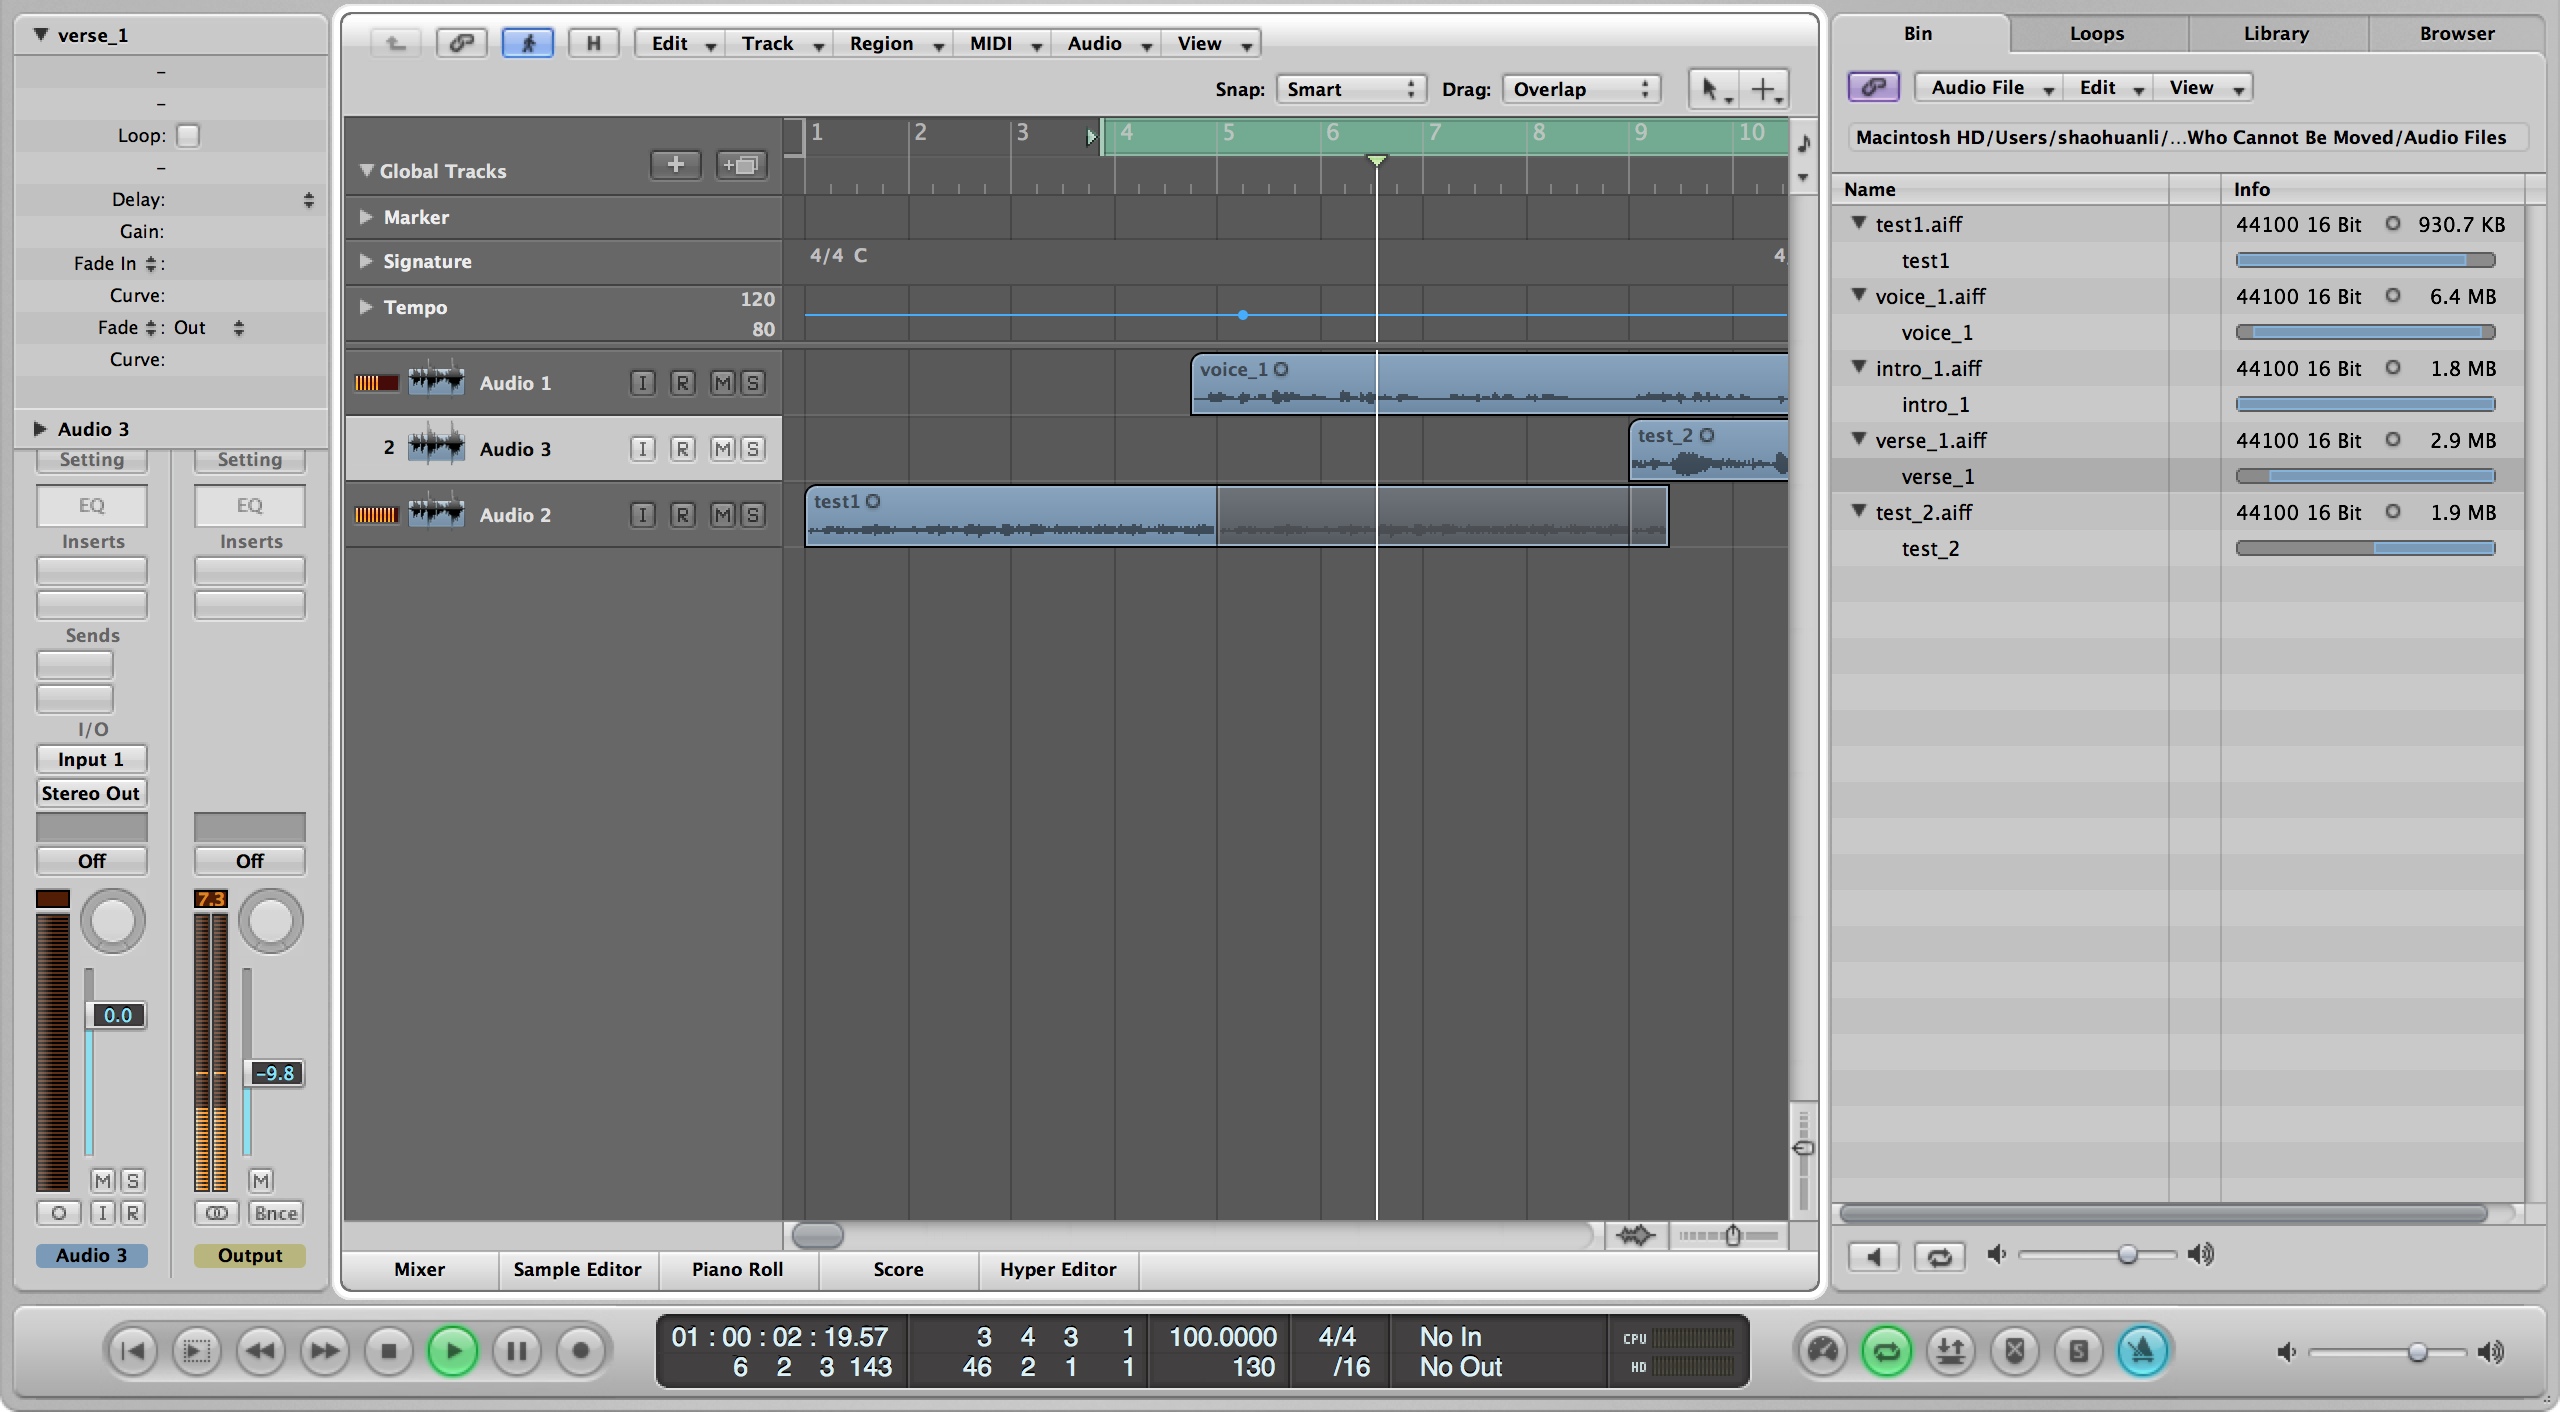 verse_1
–
–
Loop:
–
Delay:
Gain:
Fade In :
Curve:
Fade : Out
Curve:
Audio 3
Setting Setting
EQ EQ
Inserts Inserts
Sends
I/O
Input 1
Stereo Out
Off Off
7.3
0.0
-9.8
M S M
I R Bnce
Audio 3 Output
H Edit Track Region MIDI Audio View
Snap: Smart Drag: Overlap
1 2 3 4 5 6 7 8 9 10
Global Tracks
Marker
Signature 4/4 C 4
Tempo 120
80
Audio 1 I R M S voice_1
2 Audio 3 I R M S test_2
Audio 2 I R M S test1
Mixer Sample Editor Piano Roll Score Hyper Editor
Bin Loops Library Browser
Audio File Edit View
Macintosh HD/Users/shaohuanli/...Who Cannot Be Moved/Audio Files
Name Info
test1.aiff 44100 16 Bit 930.7 KB
test1
voice_1.aiff 44100 16 Bit 6.4 MB
voice_1
intro_1.aiff 44100 16 Bit 1.8 MB
intro_1
verse_1.aiff 44100 16 Bit 2.9 MB
verse_1
test_2.aiff 44100 16 Bit 1.9 MB
test_2
01 : 00 : 02 : 19.57 3 4 3 1 100.0000 4/4 No In CPU
6 2 3 143 46 2 1 1 130 /16 No Out HD
S